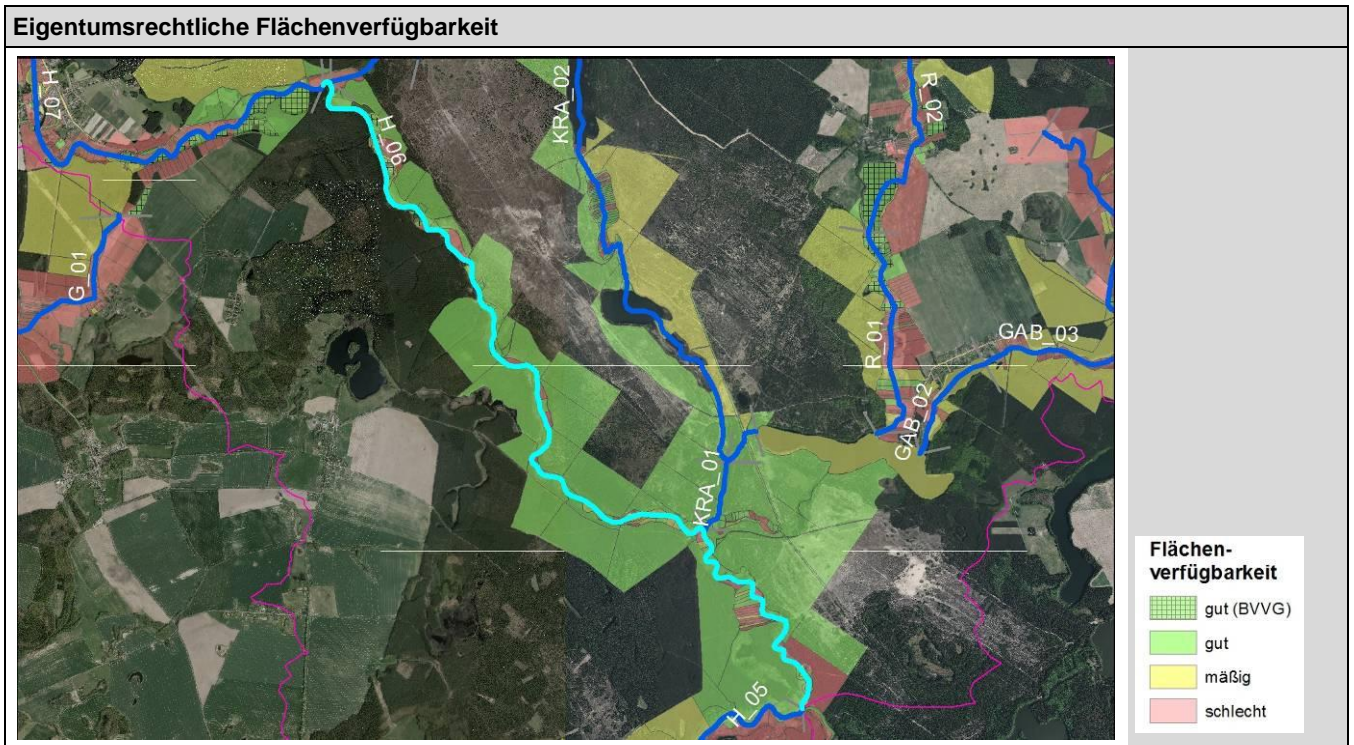 Eigentumsrechtliche Flächenverfügbarkeit
H_07
H_06
KRA_02
R_02
G_01
R_01
GAB_03
GAB_02
KRA_01
H_05
Flächen-
verfügbarkeit
gut (BVVG)
gut
mäßig
schlecht